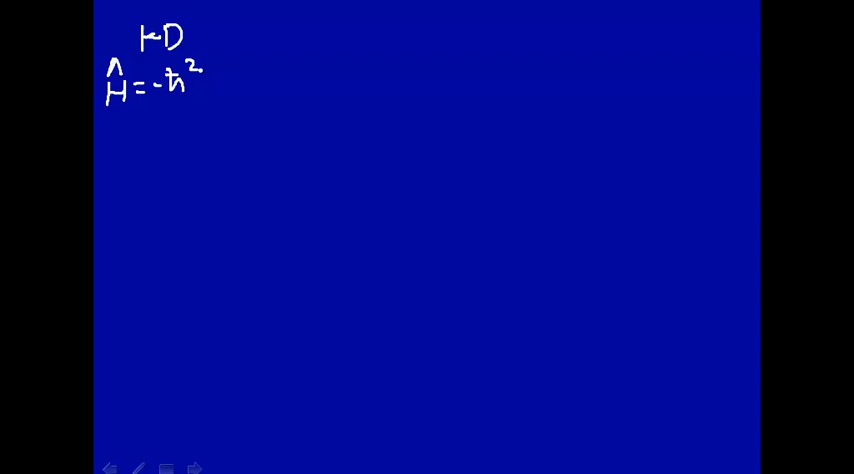 1-D
Ĥ = -ħ²